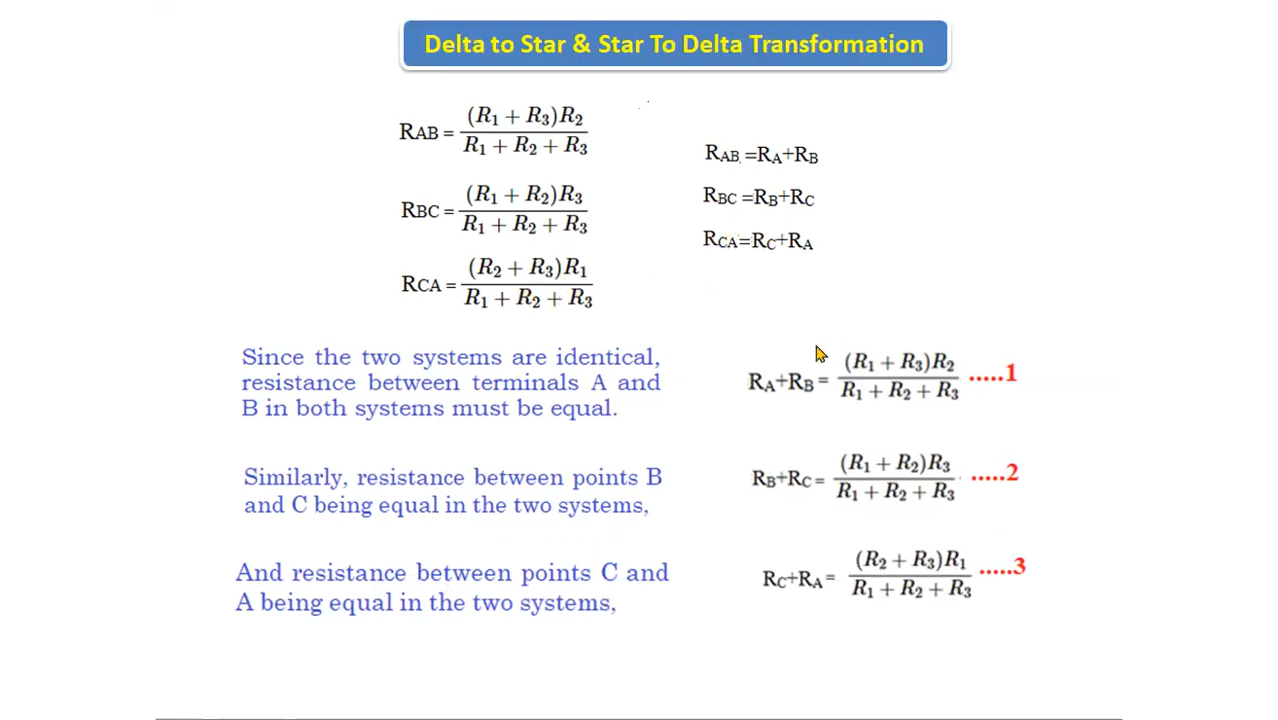 Delta to Star & Star To Delta Transformation
RAB = (R1 + R3)R2 / R1 + R2 + R3
RBC = (R1 + R2)R3 / R1 + R2 + R3
RCA = (R2 + R3)R1 / R1 + R2 + R3
RAB =RA+RB
RBC =RB+RC
RCA=RC+RA
Since the two systems are identical,
resistance between terminals A and
B in both systems must be equal.
RA+RB = (R1 + R3)R2 / R1 + R2 + R3 .....1
Similarly, resistance between points B
and C being equal in the two systems,
RB+RC = (R1 + R2)R3 / R1 + R2 + R3 .....2
And resistance between points C and
A being equal in the two systems,
RC+RA = (R2 + R3)R1 / R1 + R2 + R3 .....3